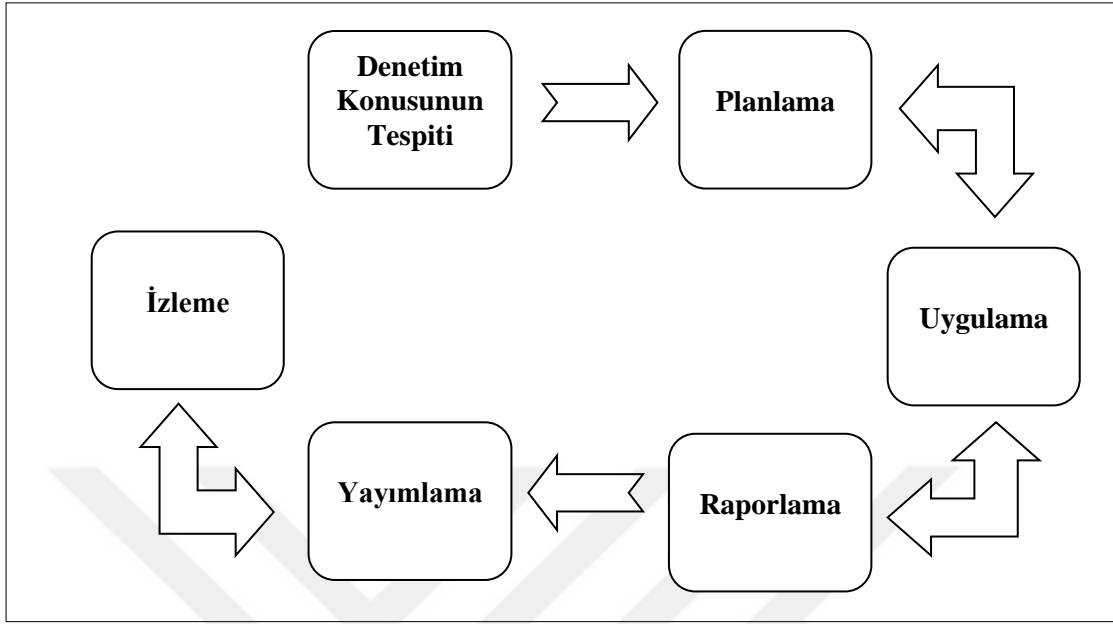 Denetim
Konusunun
Tespiti
Planlama
Uygulama
Raporlama
Yayımlama
İzleme